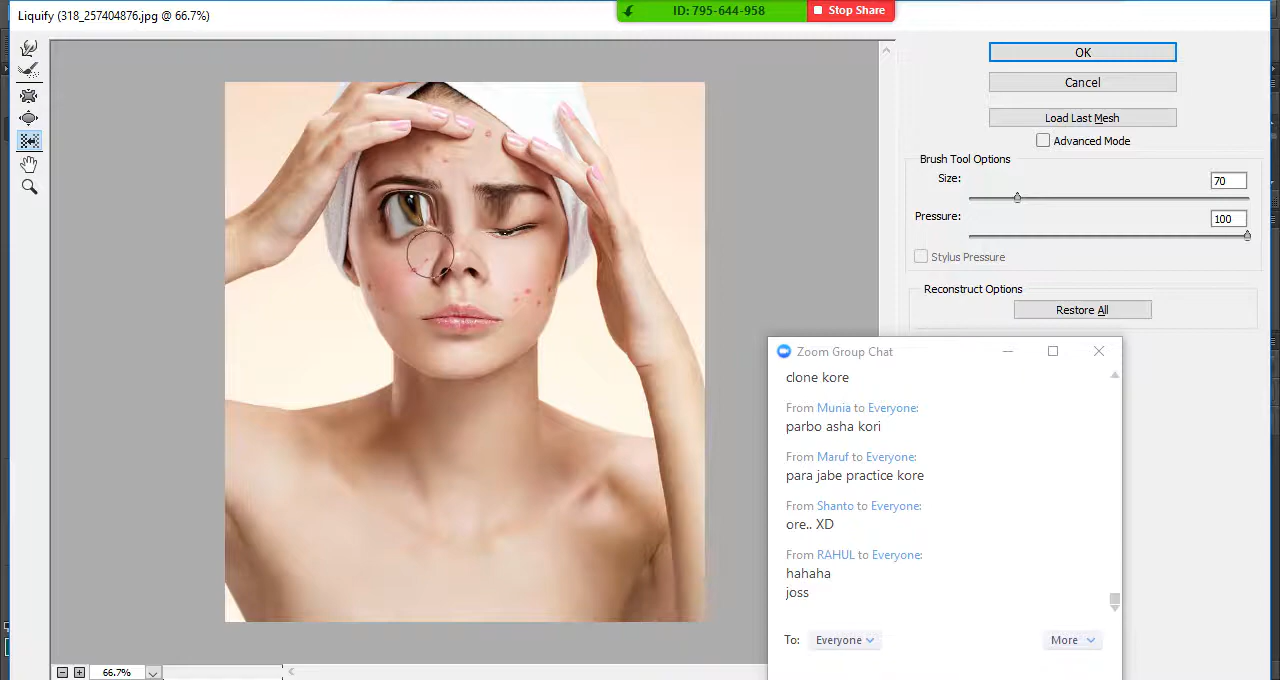 Liquify (318_257404876.jpg @ 66.7%)
ID: 795-644-958
Stop Share
OK
Cancel
Load Last Mesh
Advanced Mode
Brush Tool Options
Size:
70
Pressure:
100
Stylus Pressure
Reconstruct Options
Restore All
Zoom Group Chat
clone kore
From Munia to Everyone:
parbo asha kori
From Maruf to Everyone:
para jabe practice kore
From Shanto to Everyone:
ore.. XD
From RAHUL to Everyone:
hahaha
joss
To: Everyone
More
66.7%